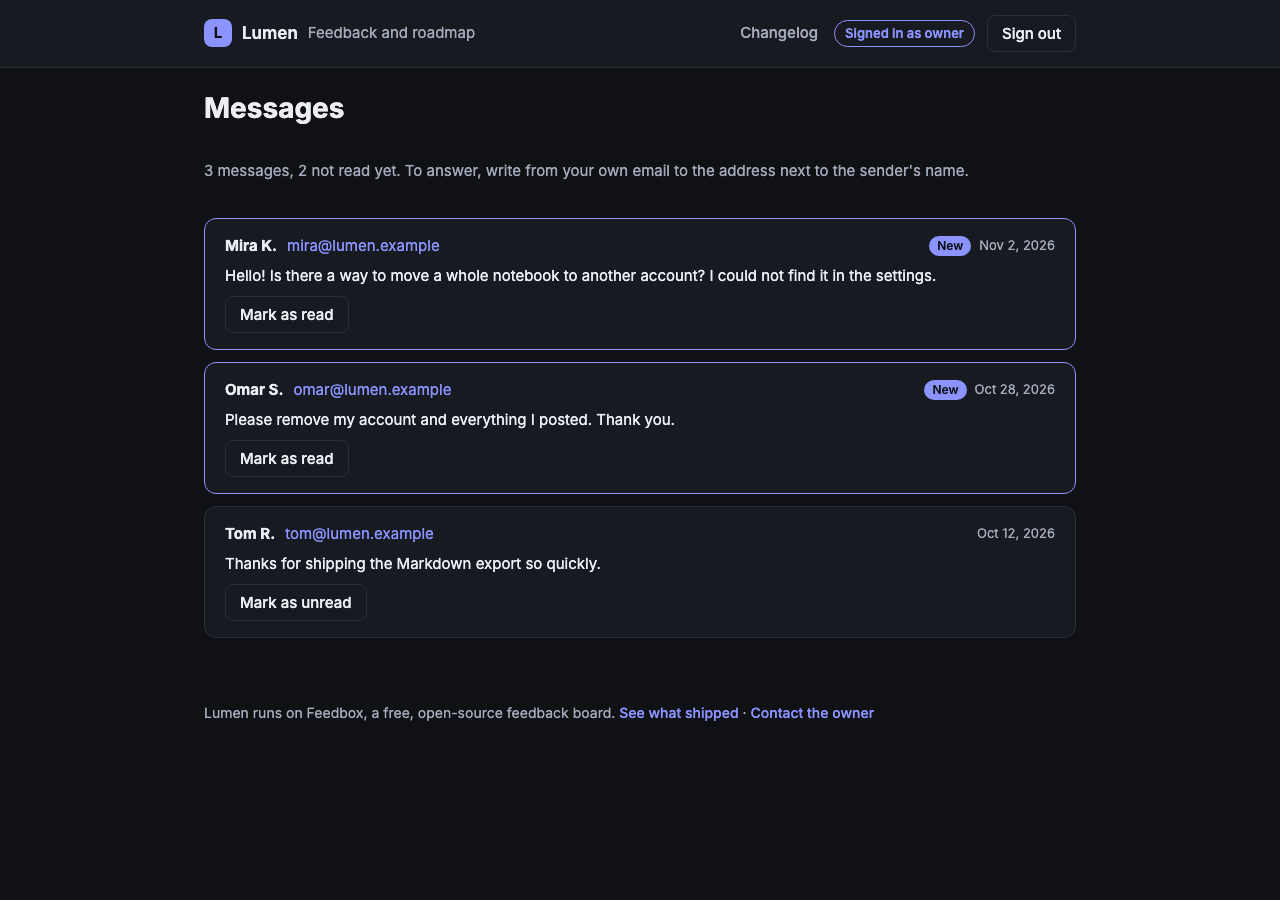 L Lumen Feedback and roadmap Changelog Signed in as owner Sign out
Messages
3 messages, 2 not read yet. To answer, write from your own email to the address next to the sender's name.
Mira K. mira@lumen.example New Nov 2, 2026
Hello! Is there a way to move a whole notebook to another account? I could not find it in the settings.
Mark as read
Omar S. omar@lumen.example New Oct 28, 2026
Please remove my account and everything I posted. Thank you.
Mark as read
Tom R. tom@lumen.example Oct 12, 2026
Thanks for shipping the Markdown export so quickly.
Mark as unread
Lumen runs on Feedbox, a free, open-source feedback board. See what shipped · Contact the owner